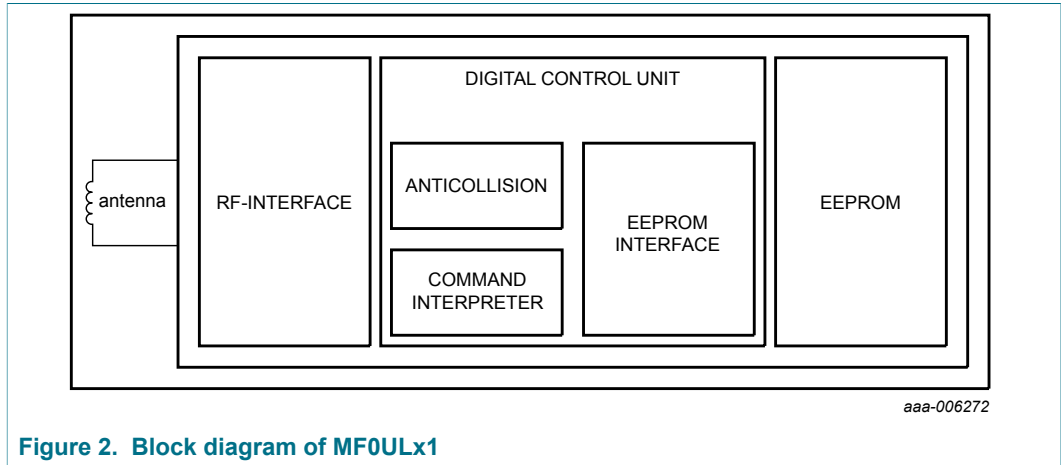 DIGITAL CONTROL UNIT
antenna
RF-INTERFACE
ANTICOLLISION
COMMAND
INTERPRETER
EEPROM
INTERFACE
EEPROM
aaa-006272
Figure 2. Block diagram of MF0ULx1